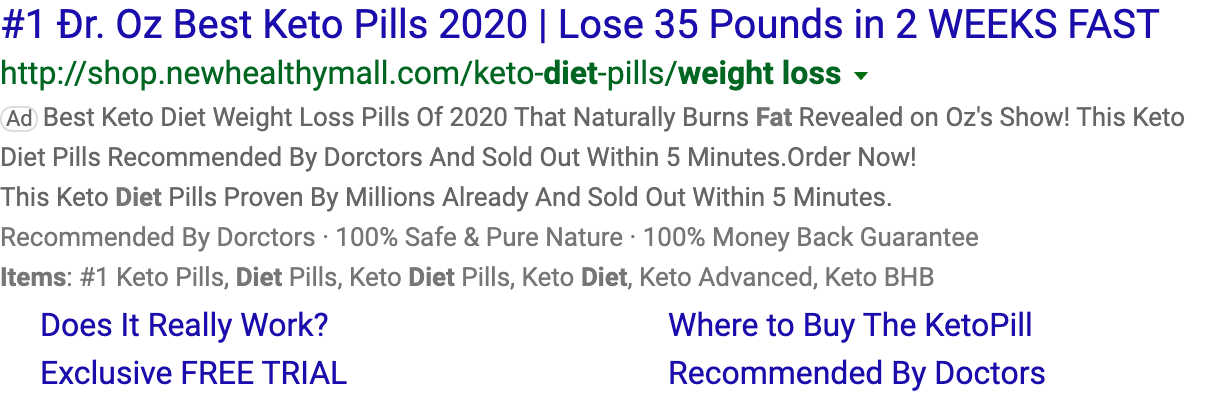 #1 Ðr. Oz Best Keto Pills 2020 | Lose 35 Pounds in 2 WEEKS FAST
http://shop.newhealthymall.com/keto-diet-pills/weight loss
Ad Best Keto Diet Weight Loss Pills Of 2020 That Naturally Burns Fat Revealed on Oz's Show! This Keto
Diet Pills Recommended By Dorctors And Sold Out Within 5 Minutes.Order Now!
This Keto Diet Pills Proven By Millions Already And Sold Out Within 5 Minutes.
Recommended By Dorctors · 100% Safe & Pure Nature · 100% Money Back Guarantee
Items: #1 Keto Pills, Diet Pills, Keto Diet Pills, Keto Diet, Keto Advanced, Keto BHB
Does It Really Work? Where to Buy The KetoPill
Exclusive FREE TRIAL Recommended By Doctors